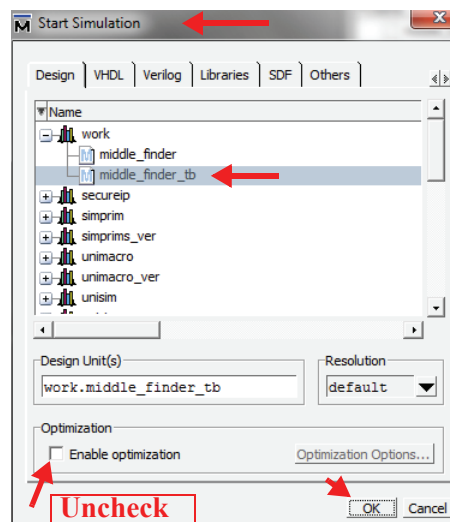 Start Simulation
Design VHDL Verilog Libraries SDF Others
Name
work
middle_finder
middle_finder_tb
secureip
simprim
simprims_ver
unimacro
unimacro_ver
unisim
Design Unit(s)
Resolution
work.middle_finder_tb
default
Optimization
Enable optimization
Optimization Options...
Uncheck
OK Cancel